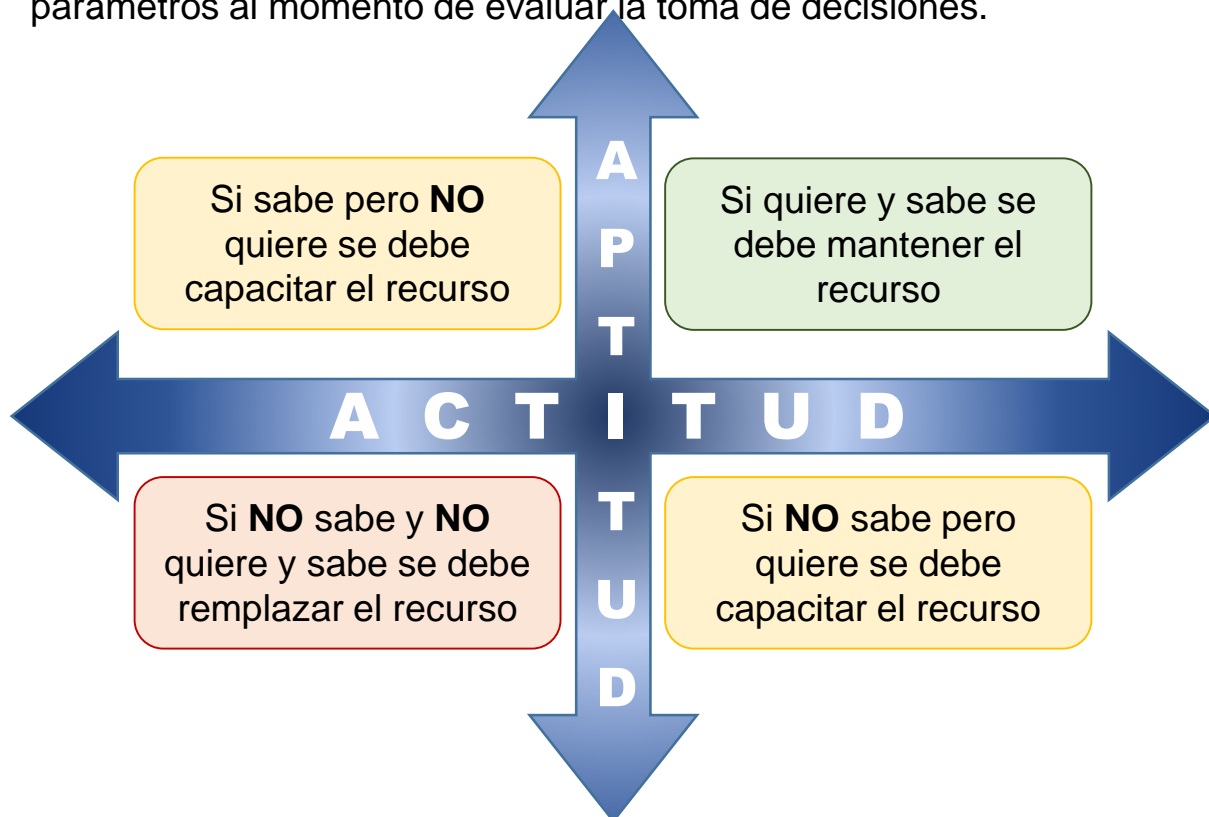 parámetros al momento de evaluar la toma de decisiones.
Si sabe pero NO
quiere se debe
capacitar el recurso
Si quiere y sabe se
debe mantener el
recurso
APTITUD
ACTITUD
Si NO sabe y NO
quiere y sabe se debe
remplazar el recurso
Si NO sabe pero
quiere se debe
capacitar el recurso